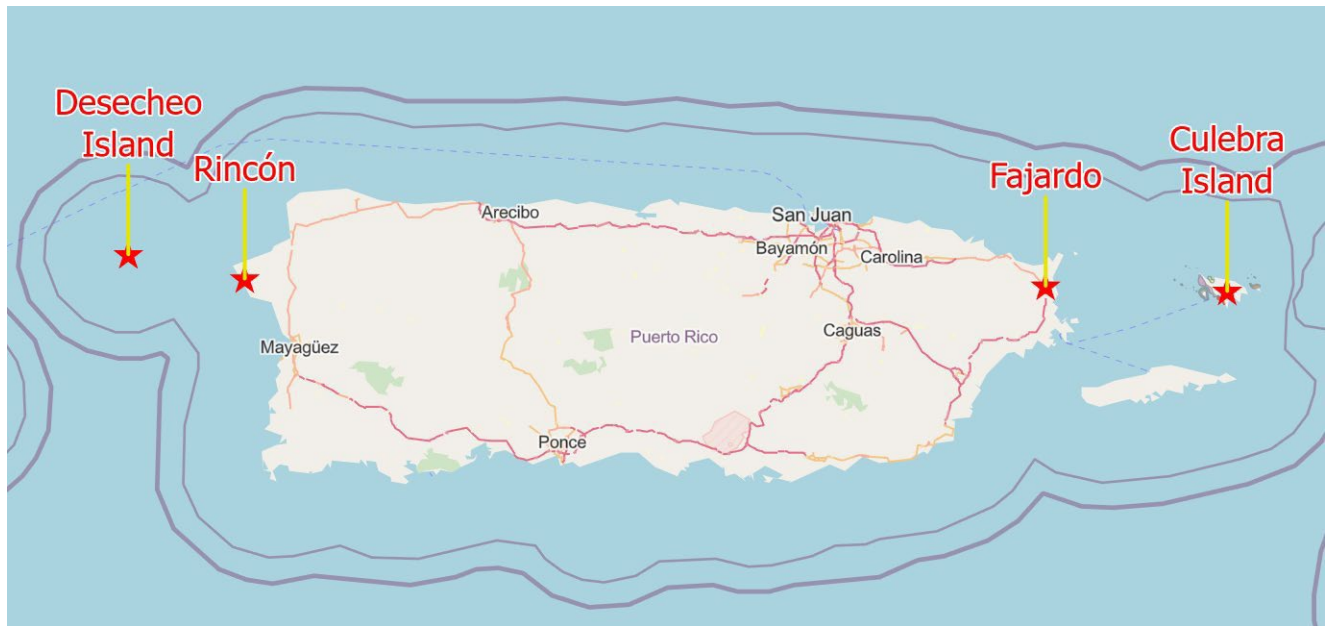 Desecheo
Island
Rincón
Fajardo
Culebra
Island
Arecibo
San Juan
Bayamón
Carolina
Mayagüez
Puerto Rico
Caguas
Ponce